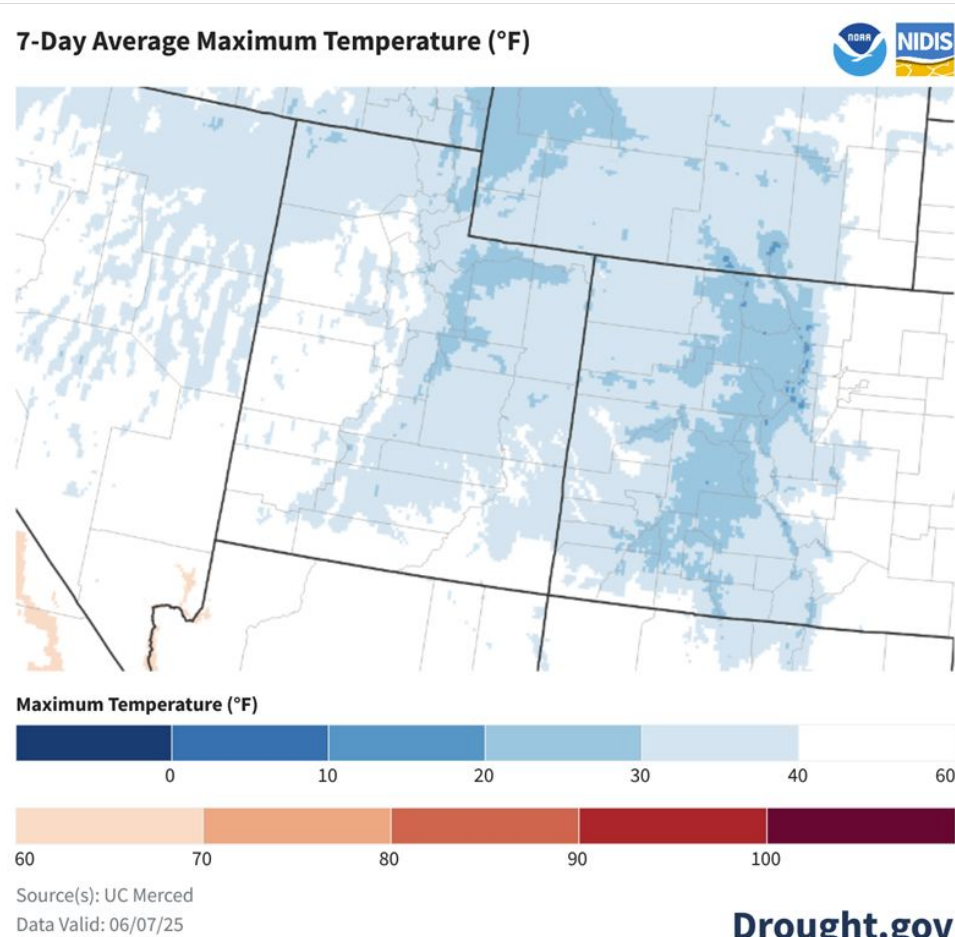 7-Day Average Maximum Temperature (°F)
NOAA
NIDIS
Maximum Temperature (°F)
0 10 20 30 40 60
60 70 80 90 100
Source(s): UC Merced
Data Valid: 06/07/25
Drought.gov